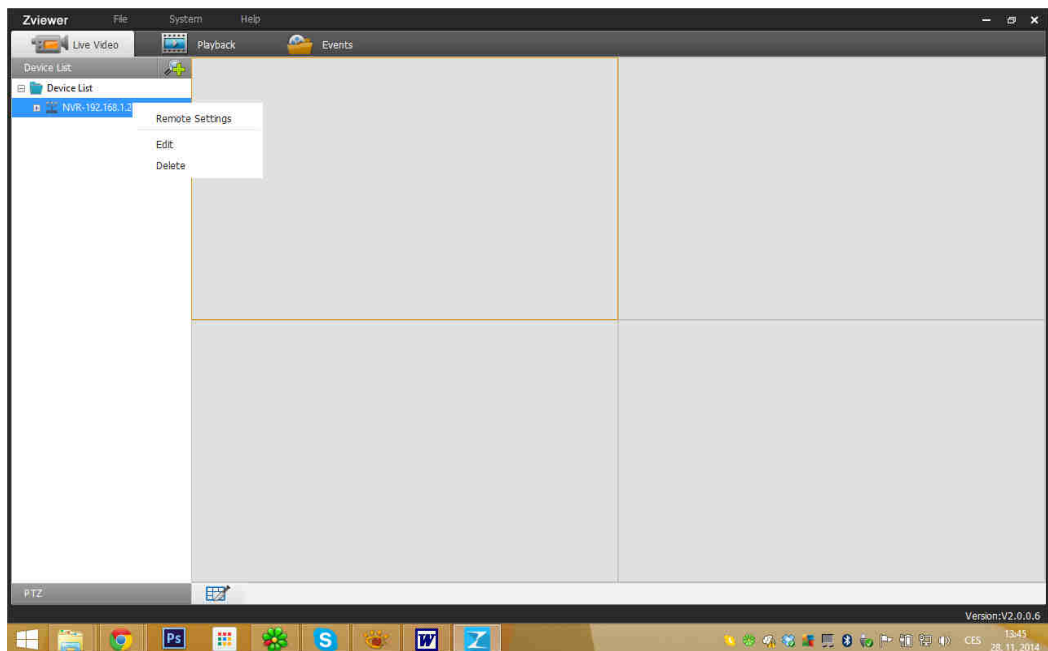 Zviewer File System Help
Live Video Playback Events
Device List
Device List
NVR-192.168.1.2
Remote Settings
Edit
Delete
PTZ
Version:V2.0.0.6
Ps S W Z CES 13:45
28. 11. 2014